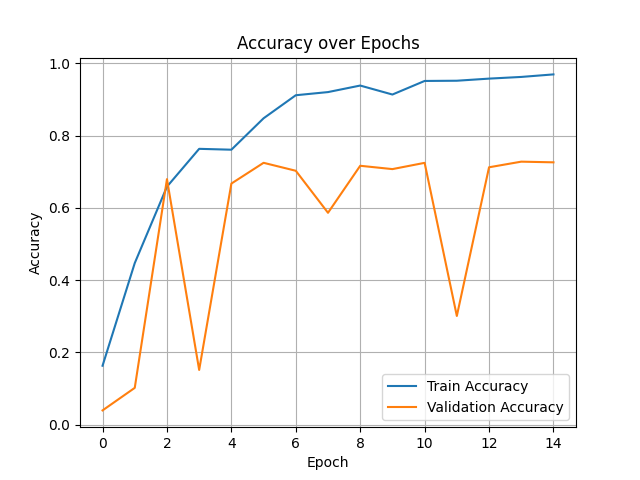 Accuracy over Epochs
1.0
0.8
0.6
0.4
0.2
0.0
Accuracy
0 2 4 6 8 10 12 14
Epoch
Train Accuracy
Validation Accuracy